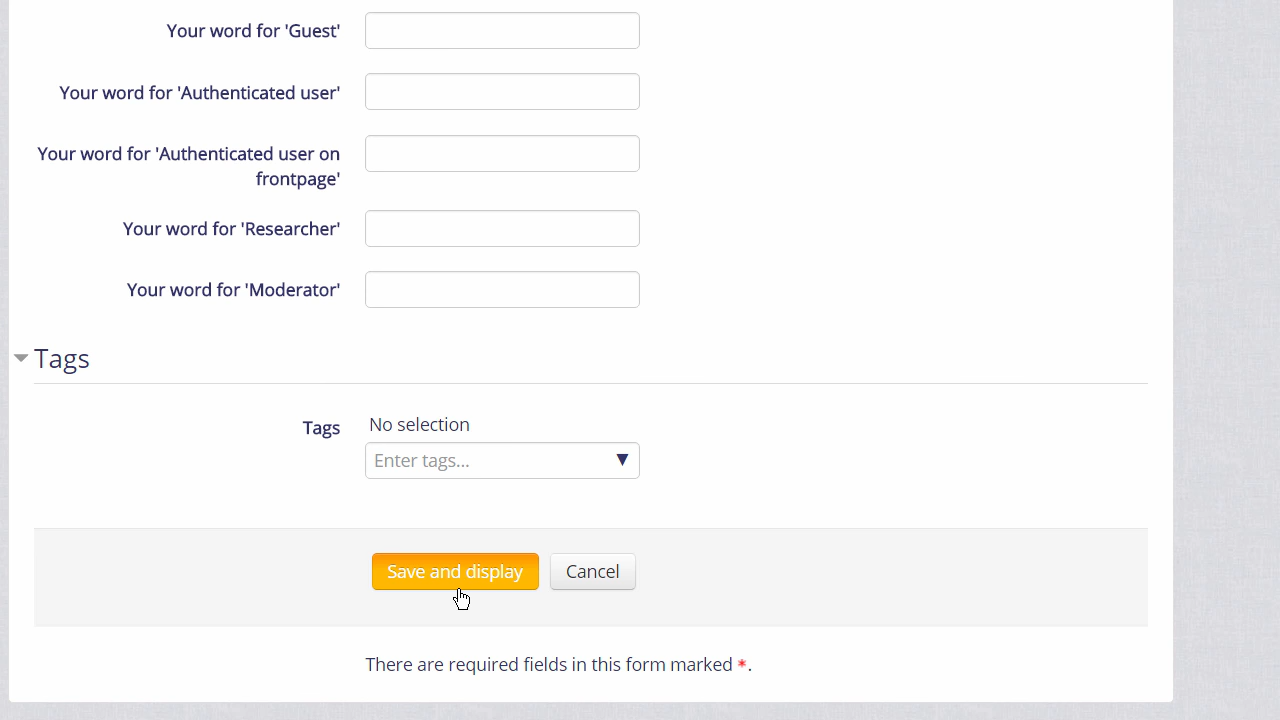 Your word for 'Guest'
Your word for 'Authenticated user'
Your word for 'Authenticated user on
frontpage'
Your word for 'Researcher'
Your word for 'Moderator'
Tags
Tags
No selection
Enter tags...
Save and display
Cancel
There are required fields in this form marked *.